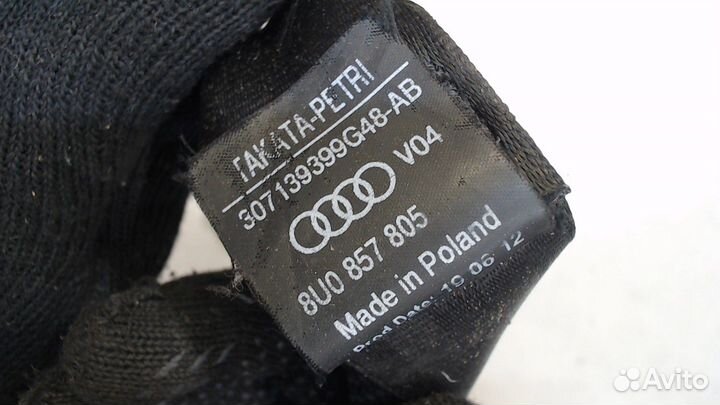 TAKATA-PETRI
307139399G48-AB
V04
8U0 857 805
Made in Poland
Prod Date: 19 06 12
Avito